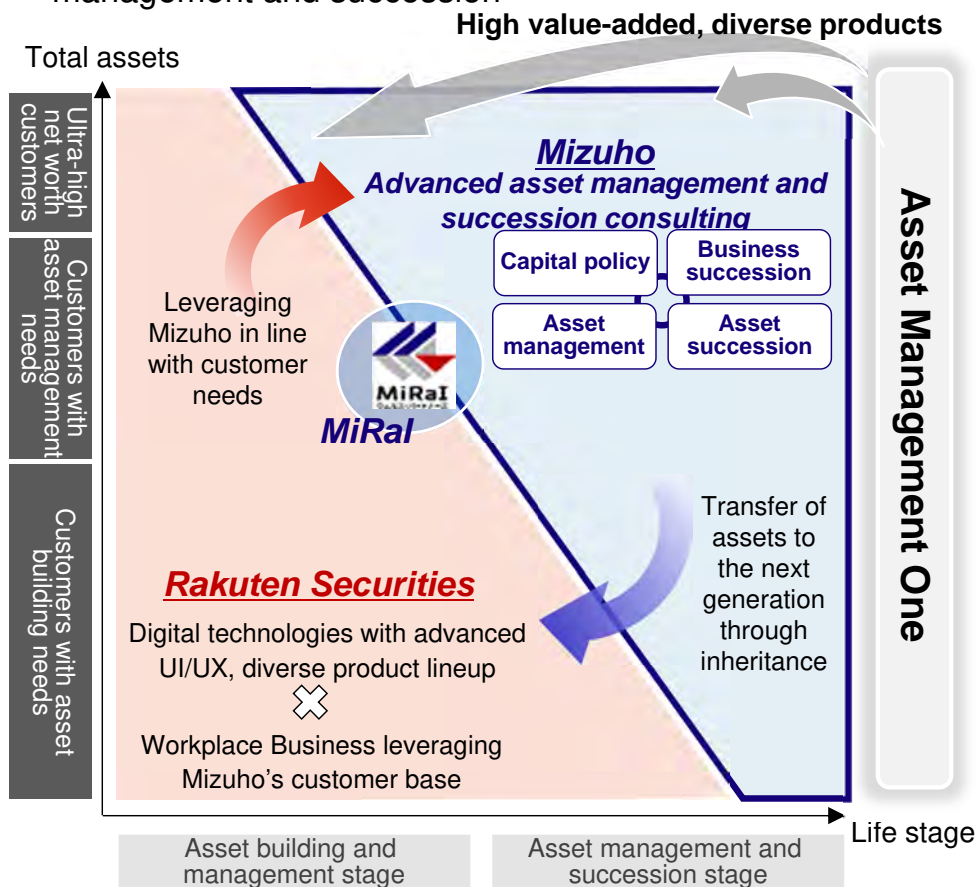 management and succession
High value-added, diverse products
Total assets
Ultra-high
net worth
customers
Customers with
asset management
needs
Customers with asset
building needs
Mizuho
Advanced asset management and
succession consulting
Capital policy
Business
succession
Asset
management
Asset
succession
Leveraging
Mizuho in line
with customer
needs
MiRaI
MiRaI
Transfer of
assets to
the next
generation
through
inheritance
Rakuten Securities
Digital technologies with advanced
UI/UX, diverse product lineup
Workplace Business leveraging
Mizuho’s customer base
Asset Management One
Life stage
Asset building and
management stage
Asset management and
succession stage